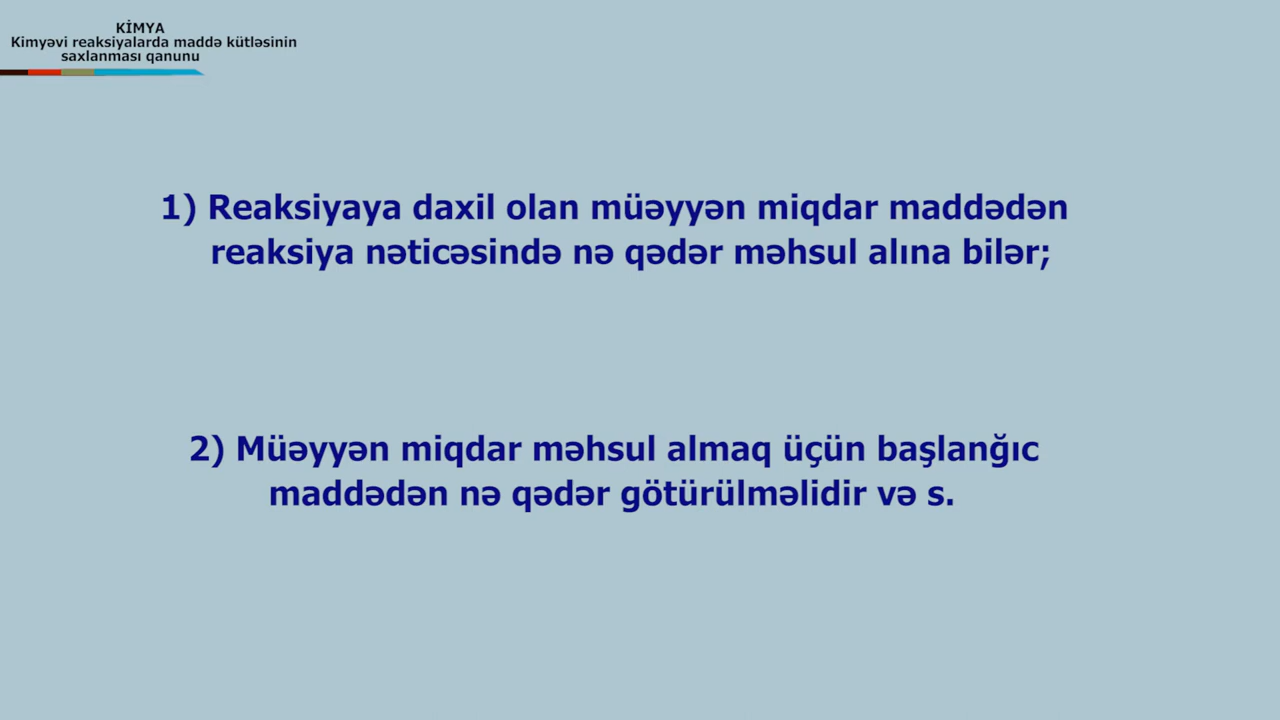 KİMYA
Kimyəvi reaksiyalarda maddə kütləsinin
saxlanması qanunu
1) Reaksiyaya daxil olan müəyyən miqdar maddədən
reaksiya nəticəsində nə qədər məhsul alına bilər;
2) Müəyyən miqdar məhsul almaq üçün başlanğıc
maddədən nə qədər götürülməlidir və s.